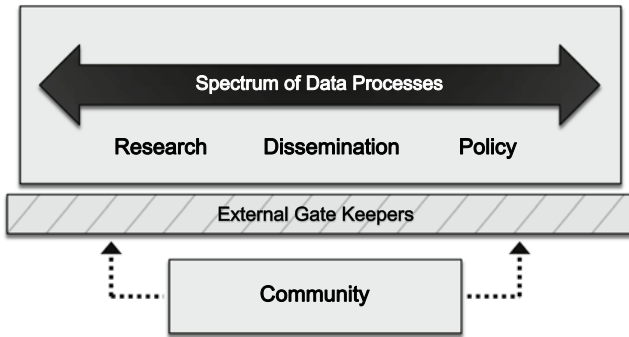 Spectrum of Data Processes
Research Dissemination Policy
External Gate Keepers
Community